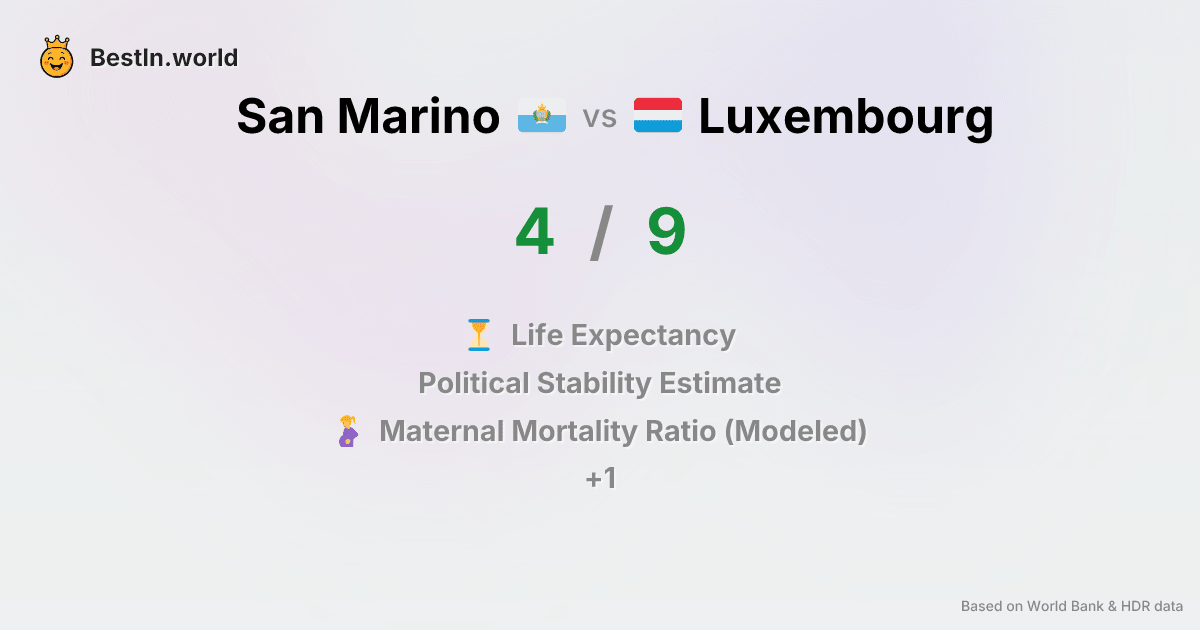 BestIn.world
San Marino vs Luxembourg
4 / 9
Life Expectancy
Political Stability Estimate
Maternal Mortality Ratio (Modeled)
+1
Based on World Bank & HDR data